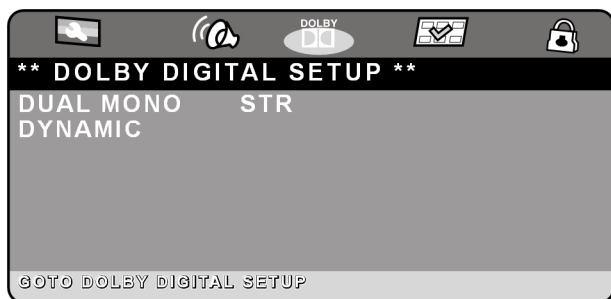 DOLBY
** DOLBY DIGITAL SETUP **
DUAL MONO STR
DYNAMIC
GOTO DOLBY DIGITAL SETUP